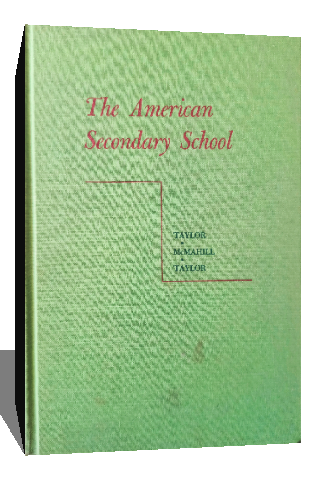 The American
Secondary School
TAYLOR
McMAHILL
TAYLOR